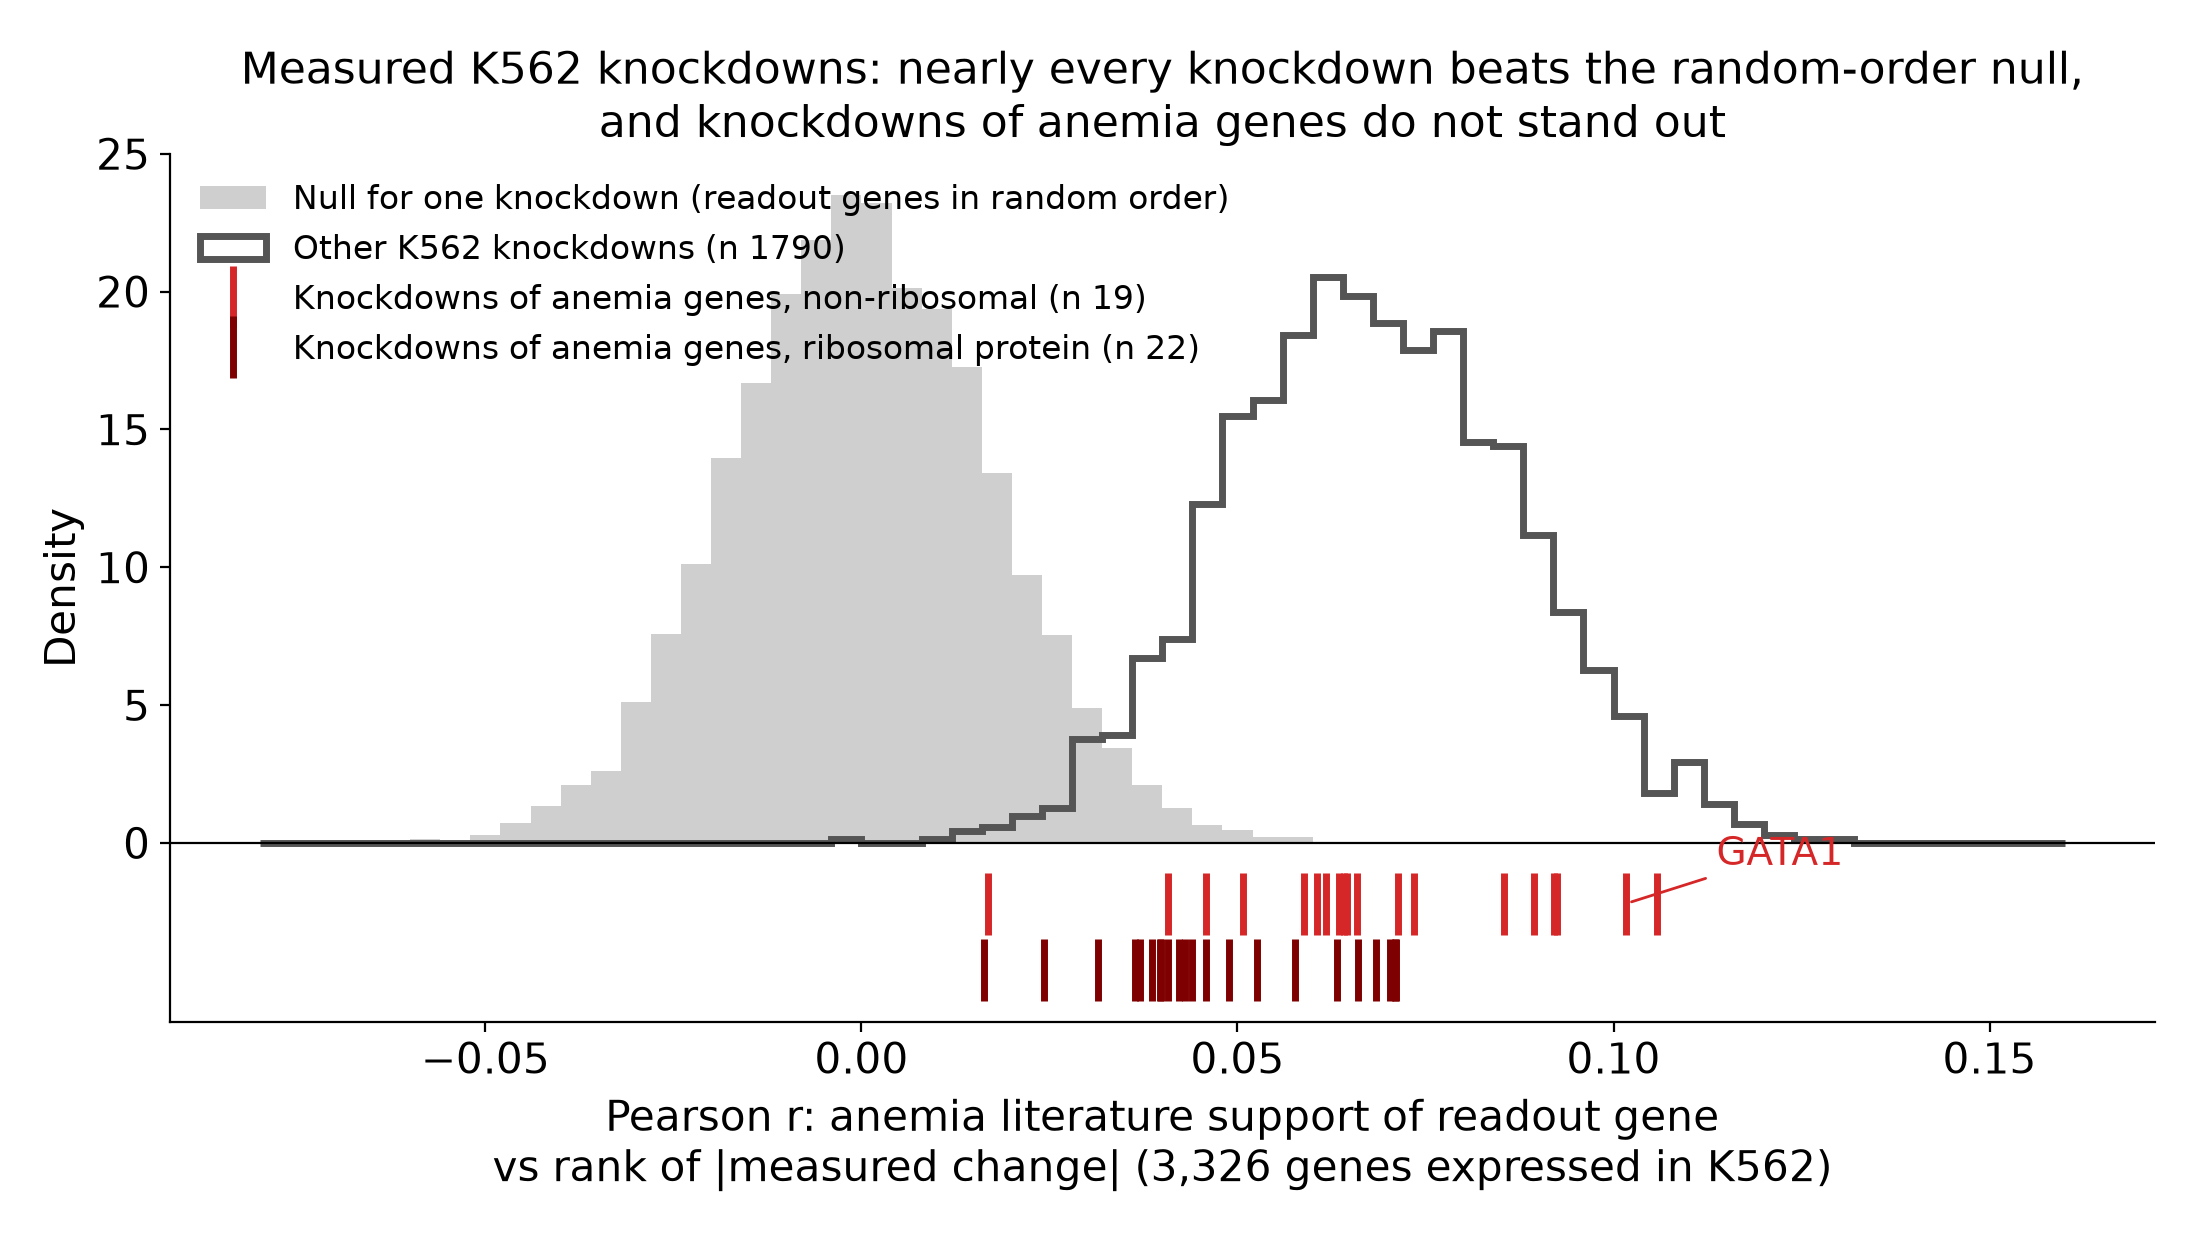 Measured K562 knockdowns: nearly every knockdown beats the random-order null,
and knockdowns of anemia genes do not stand out
25
20
15
10
5
0
Density
Null for one knockdown (readout genes in random order)
Other K562 knockdowns (n 1790)
Knockdowns of anemia genes, non-ribosomal (n 19)
Knockdowns of anemia genes, ribosomal protein (n 22)
GATA1
−0.05
0.00
0.05
0.10
0.15
Pearson r: anemia literature support of readout gene
vs rank of |measured change| (3,326 genes expressed in K562)